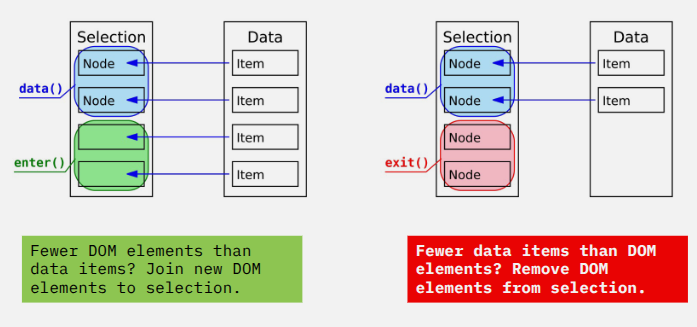 Selection
Data
Node
Item
data()
Node
Item
Item
enter()
Item
Fewer DOM elements than
data items? Join new DOM
elements to selection.
Selection
Data
Node
Item
data()
Node
Item
Node
exit()
Node
Fewer data items than DOM
elements? Remove DOM
elements from selection.